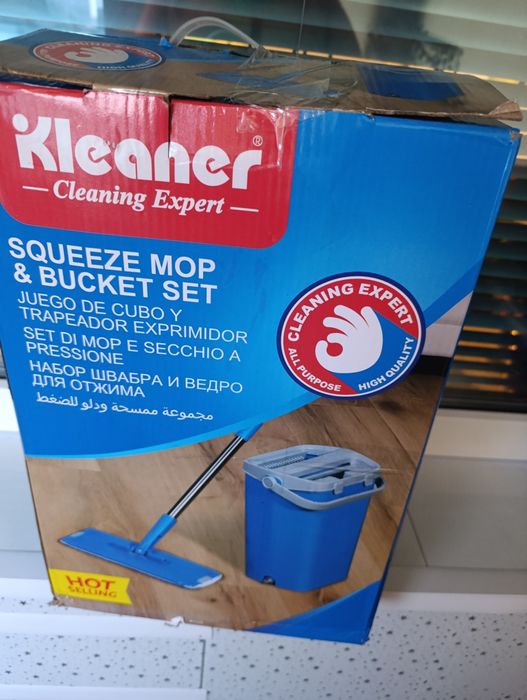 Kleaner®
Cleaning Expert
SQUEEZE MOP
& BUCKET SET
JUEGO DE CUBO Y
TRAPEADOR EXPRIMIDOR
SET DI MOP E SECCHIO A
PRESSIONE
НАБОР ШВАБРА И ВЕДРО
ДЛЯ ОТЖИМА
مجموعة ممسحة ودلو للضغط
CLEANING EXPERT
ALL PURPOSE
HIGH QUALITY
HOT
SELLING